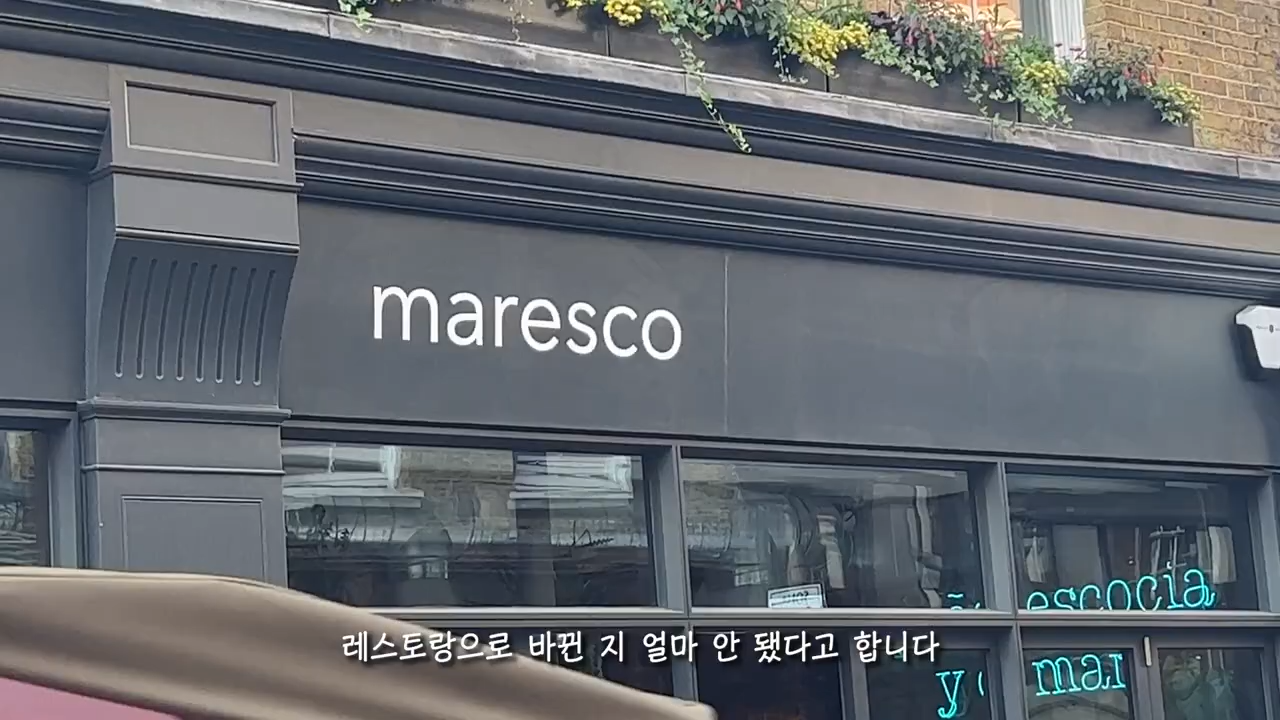 maresco
escocia
레스토랑으로 바뀐 지 얼마 안 됐다고 합니다
mar